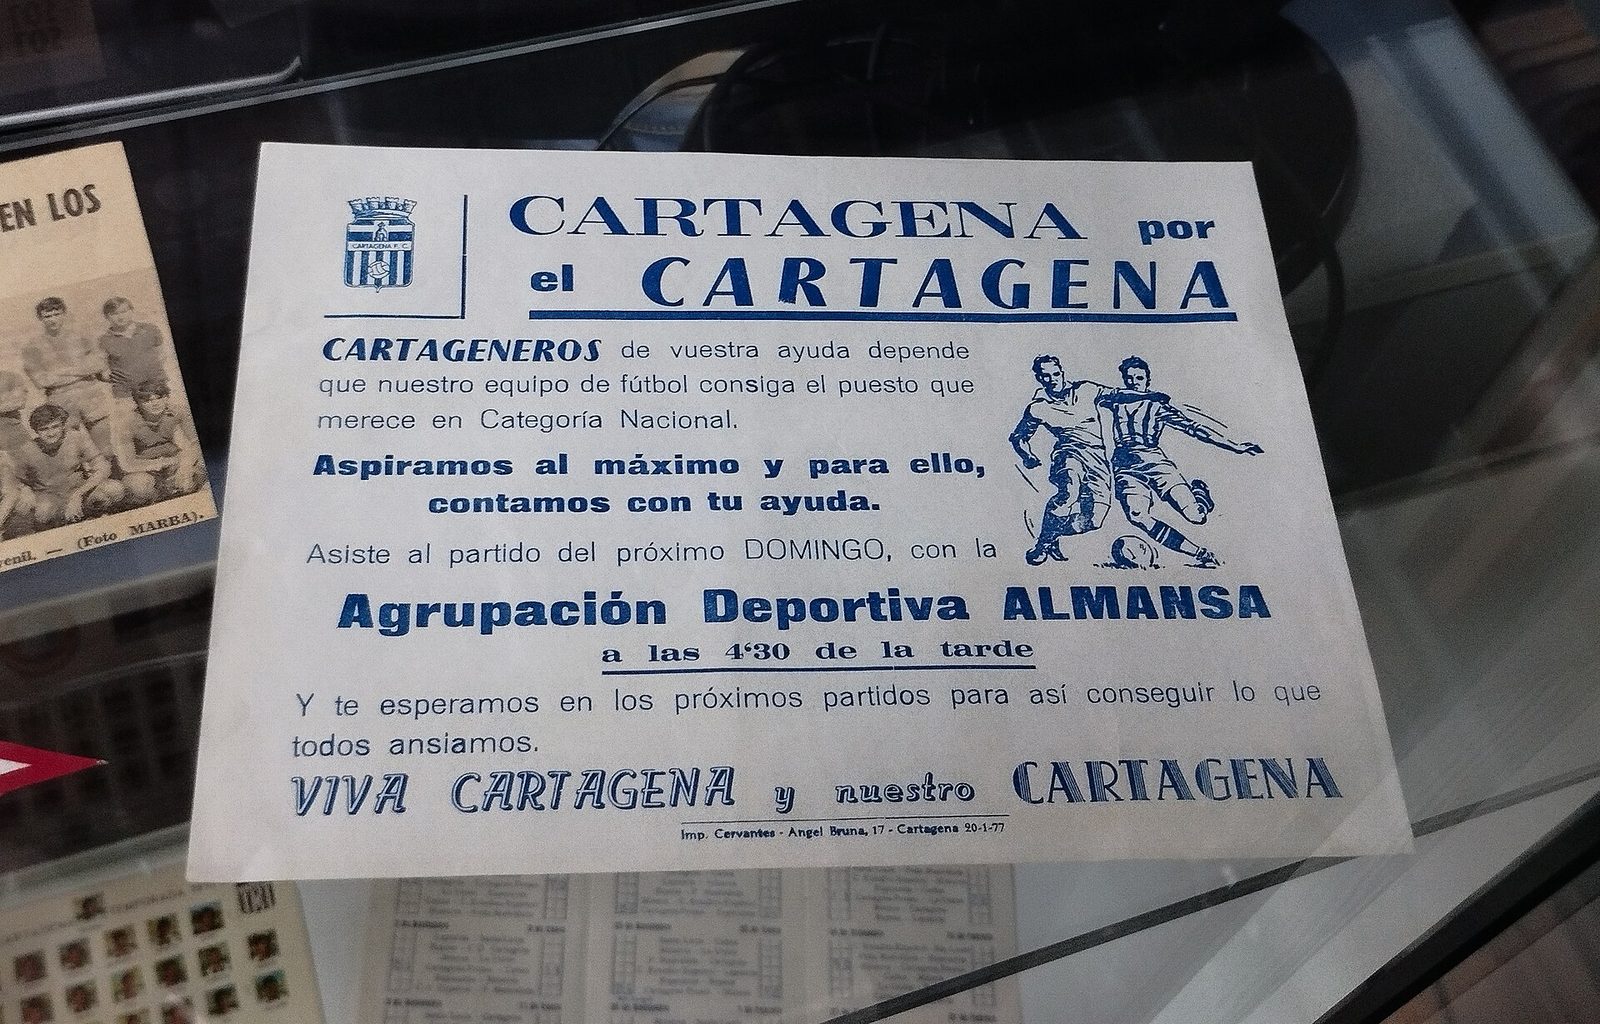 EN LOS
(Foto MARBA).
CARTAGENA F. C.
CARTAGENA por
el CARTAGENA
CARTAGENEROS de vuestra ayuda depende
que nuestro equipo de fútbol consiga el puesto que
merece en Categoría Nacional.
Aspiramos al máximo y para ello,
contamos con tu ayuda.
Asiste al partido del próximo DOMINGO, con la
Agrupación Deportiva ALMANSA
a las 4‘30 de la tarde
Y te esperamos en los próximos partidos para así conseguir lo que
todos ansiamos.
VIVA CARTAGENA y nuestro CARTAGENA
Imp. Cervantes - Angel Bruna, 17 - Cartagena 20-1-77